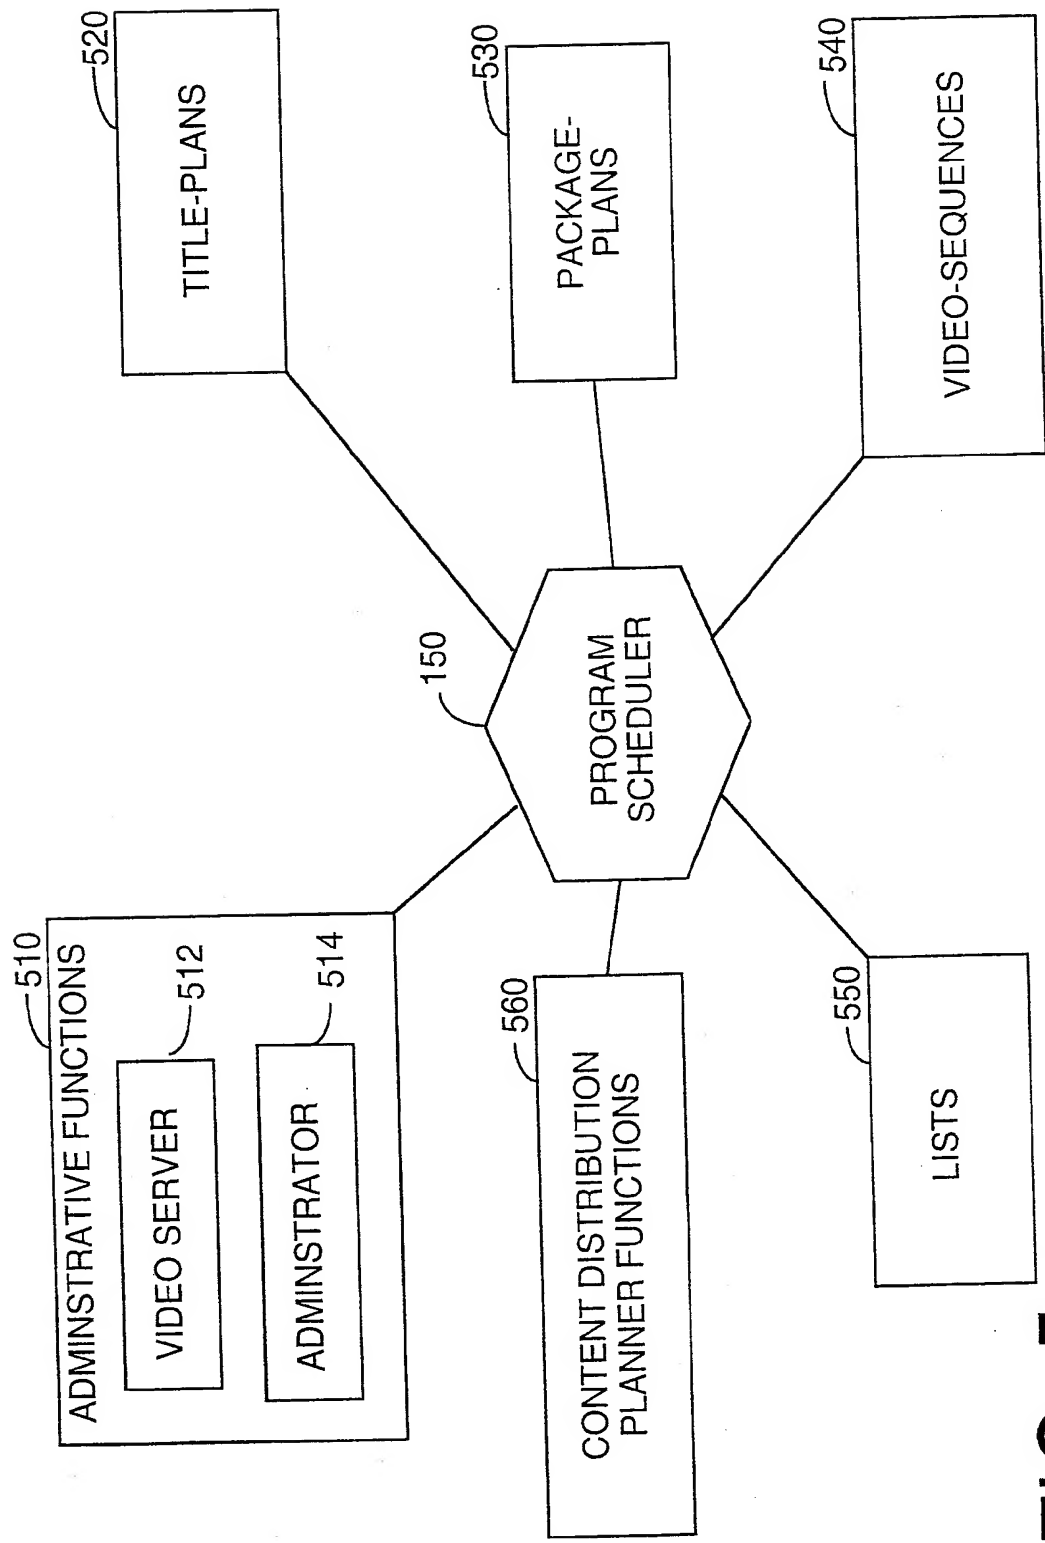 510
ADMINSTRATIVE FUNCTIONS
VIDEO SERVER
512
ADMINSTRATOR
514
520
TITLE-PLANS
150
PROGRAM
SCHEDULER
560
CONTENT DISTRIBUTION
PLANNER FUNCTIONS
530
PACKAGE-
PLANS
550
LISTS
540
VIDEO-SEQUENCES